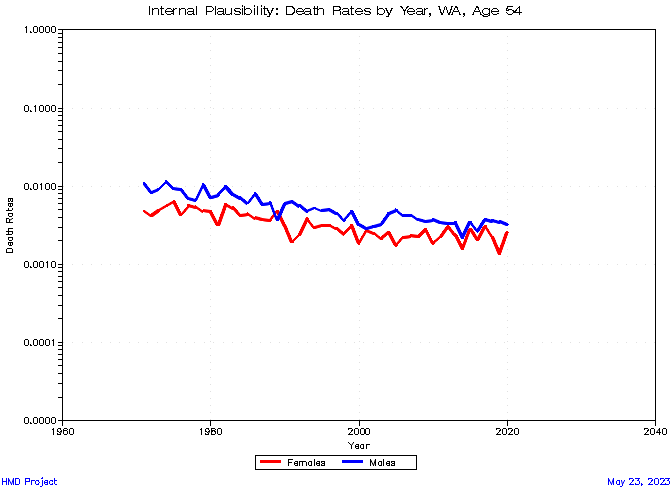 Internal Plausibility: Death Rates by Year, WA, Age 54
1.0000
0.1000
0.0100
0.0010
0.0001
0.0000
Death Rates
1960 1980 2000 2020 2040
Year
Females Males
HMD Project
May 23, 2023